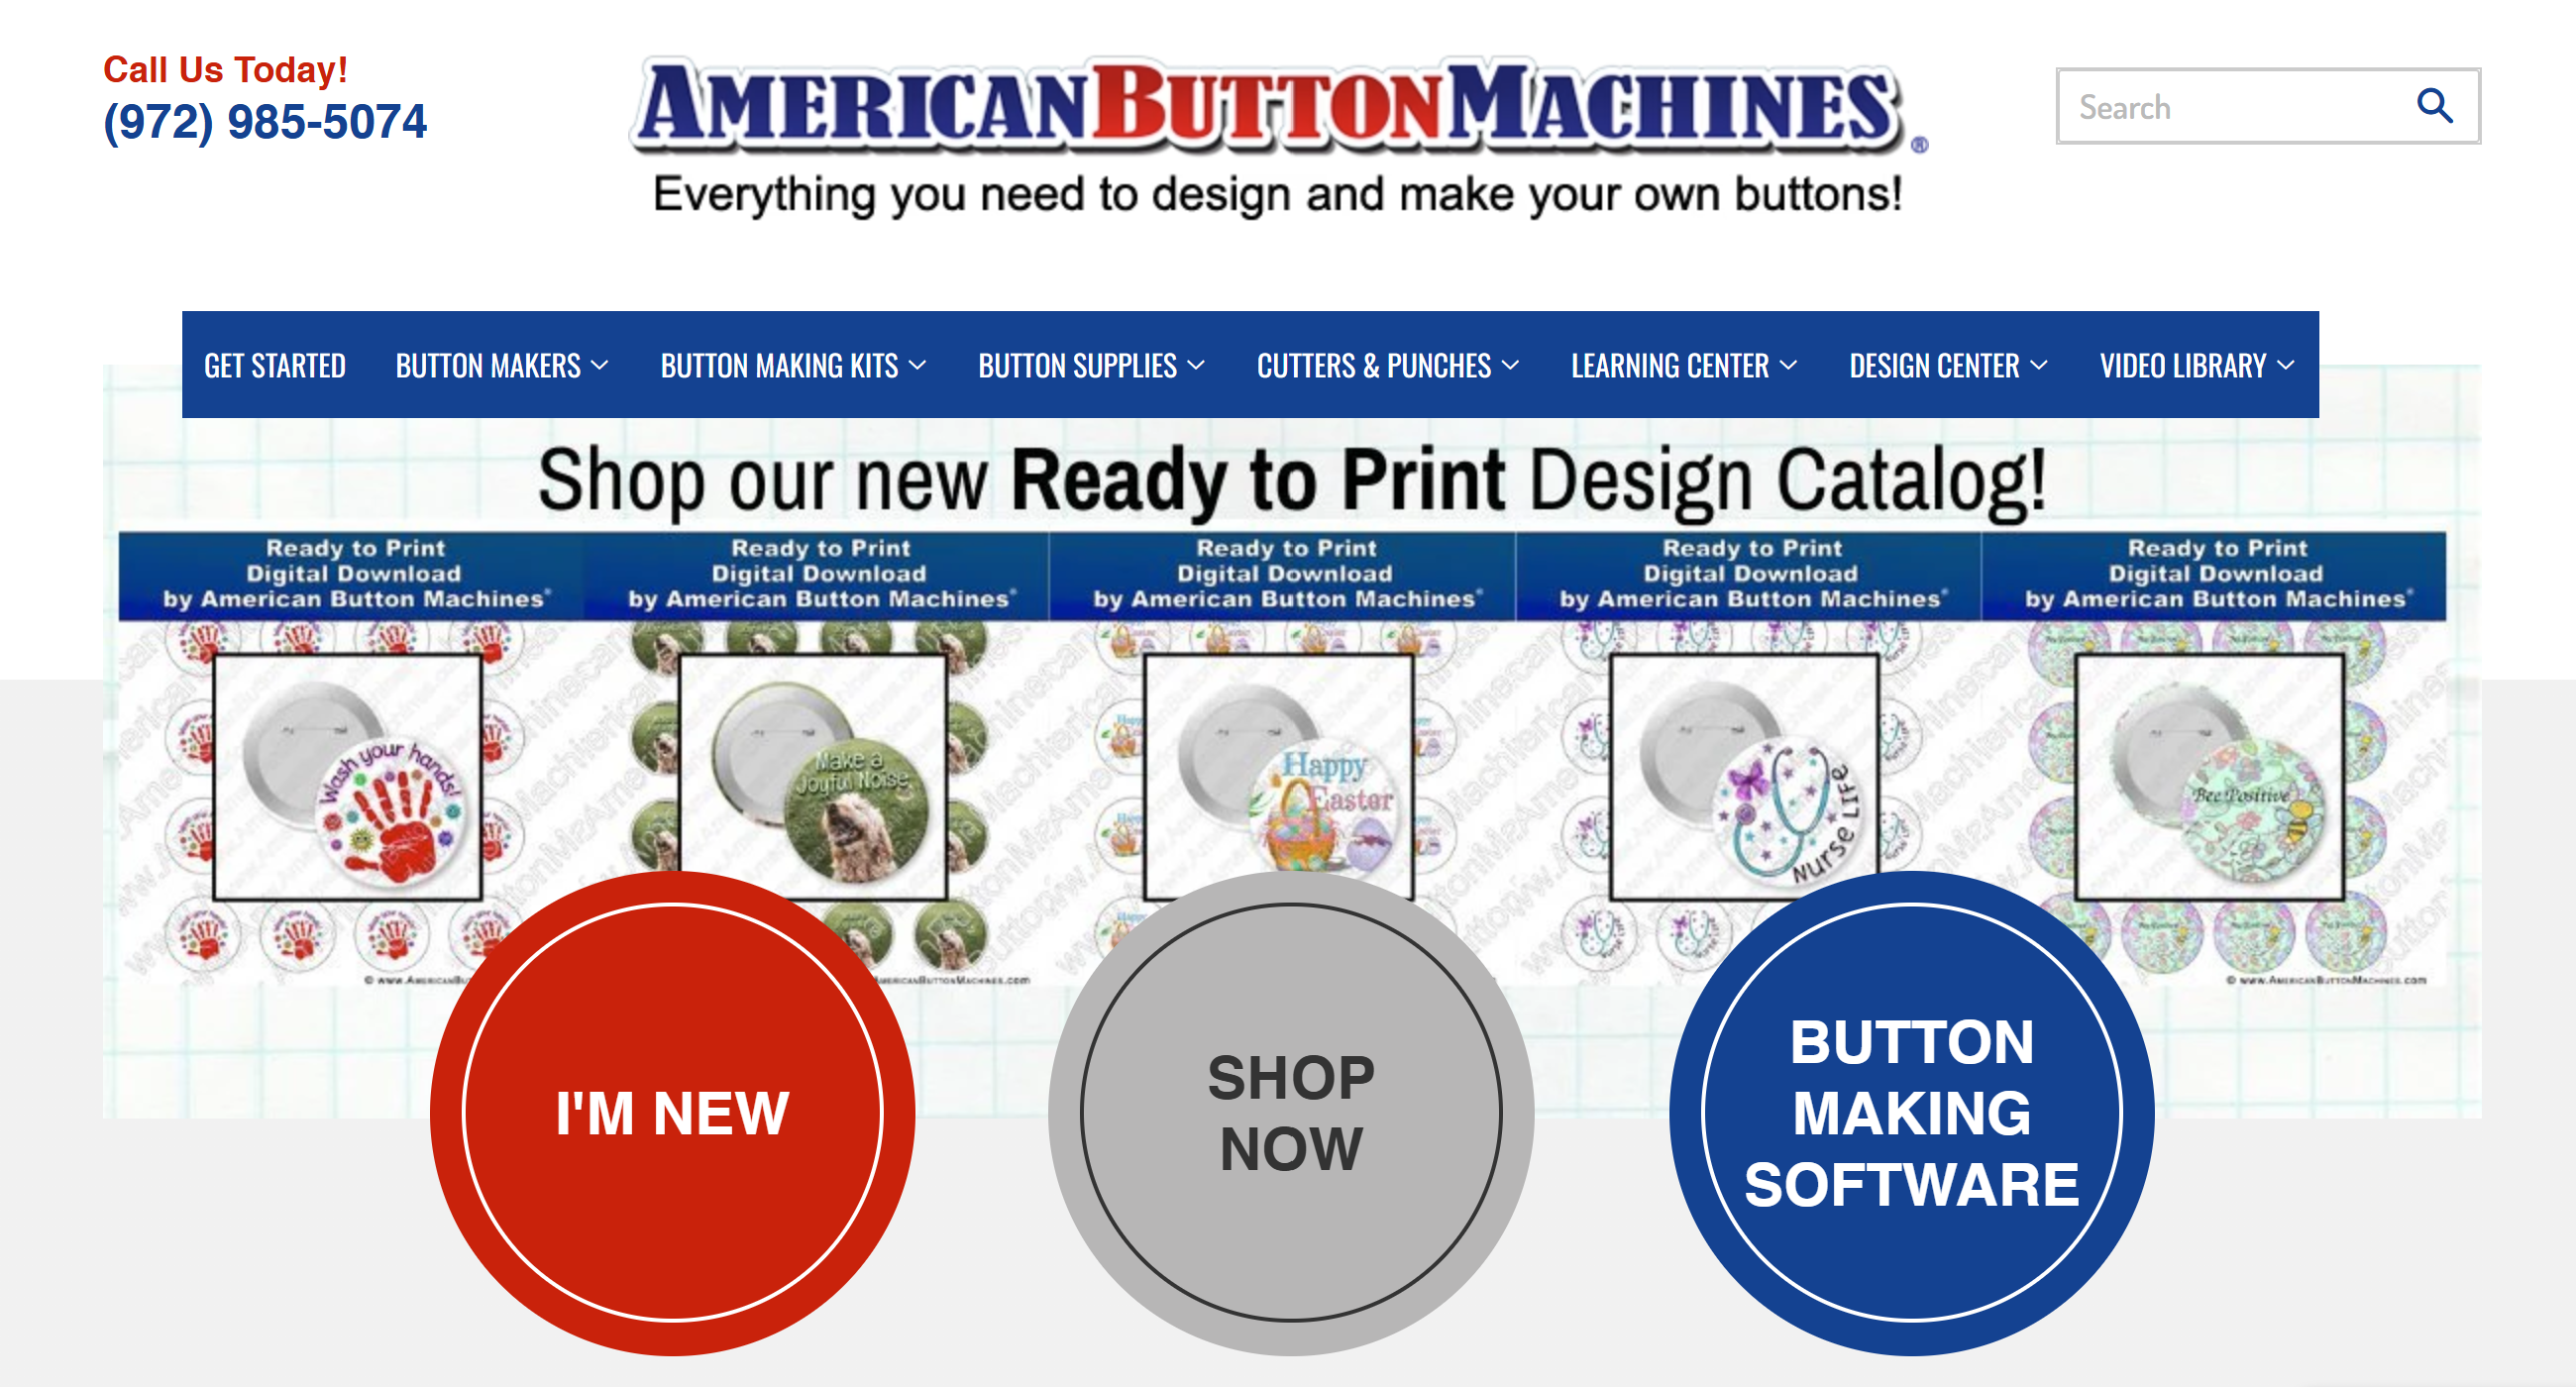 Call Us Today!
(972) 985-5074
AMERICANBUTTONMACHINES®
Everything you need to design and make your own buttons!
Search
GET STARTED
BUTTON MAKERS
BUTTON MAKING KITS
BUTTON SUPPLIES
CUTTERS & PUNCHES
LEARNING CENTER
DESIGN CENTER
VIDEO LIBRARY
Shop our new Ready to Print Design Catalog!
Ready to Print
Digital Download
by American Button Machines®
Ready to Print
Digital Download
by American Button Machines®
Ready to Print
Digital Download
by American Button Machines®
Ready to Print
Digital Download
by American Button Machines®
Ready to Print
Digital Download
by American Button Machines®
Wash your hands!
Make a
Joyful Noise
Happy
Easter
Nurse LIFE
Bee Positive
© www.AmericanButtonMachines.com
I'M NEW
SHOP
NOW
BUTTON
MAKING
SOFTWARE